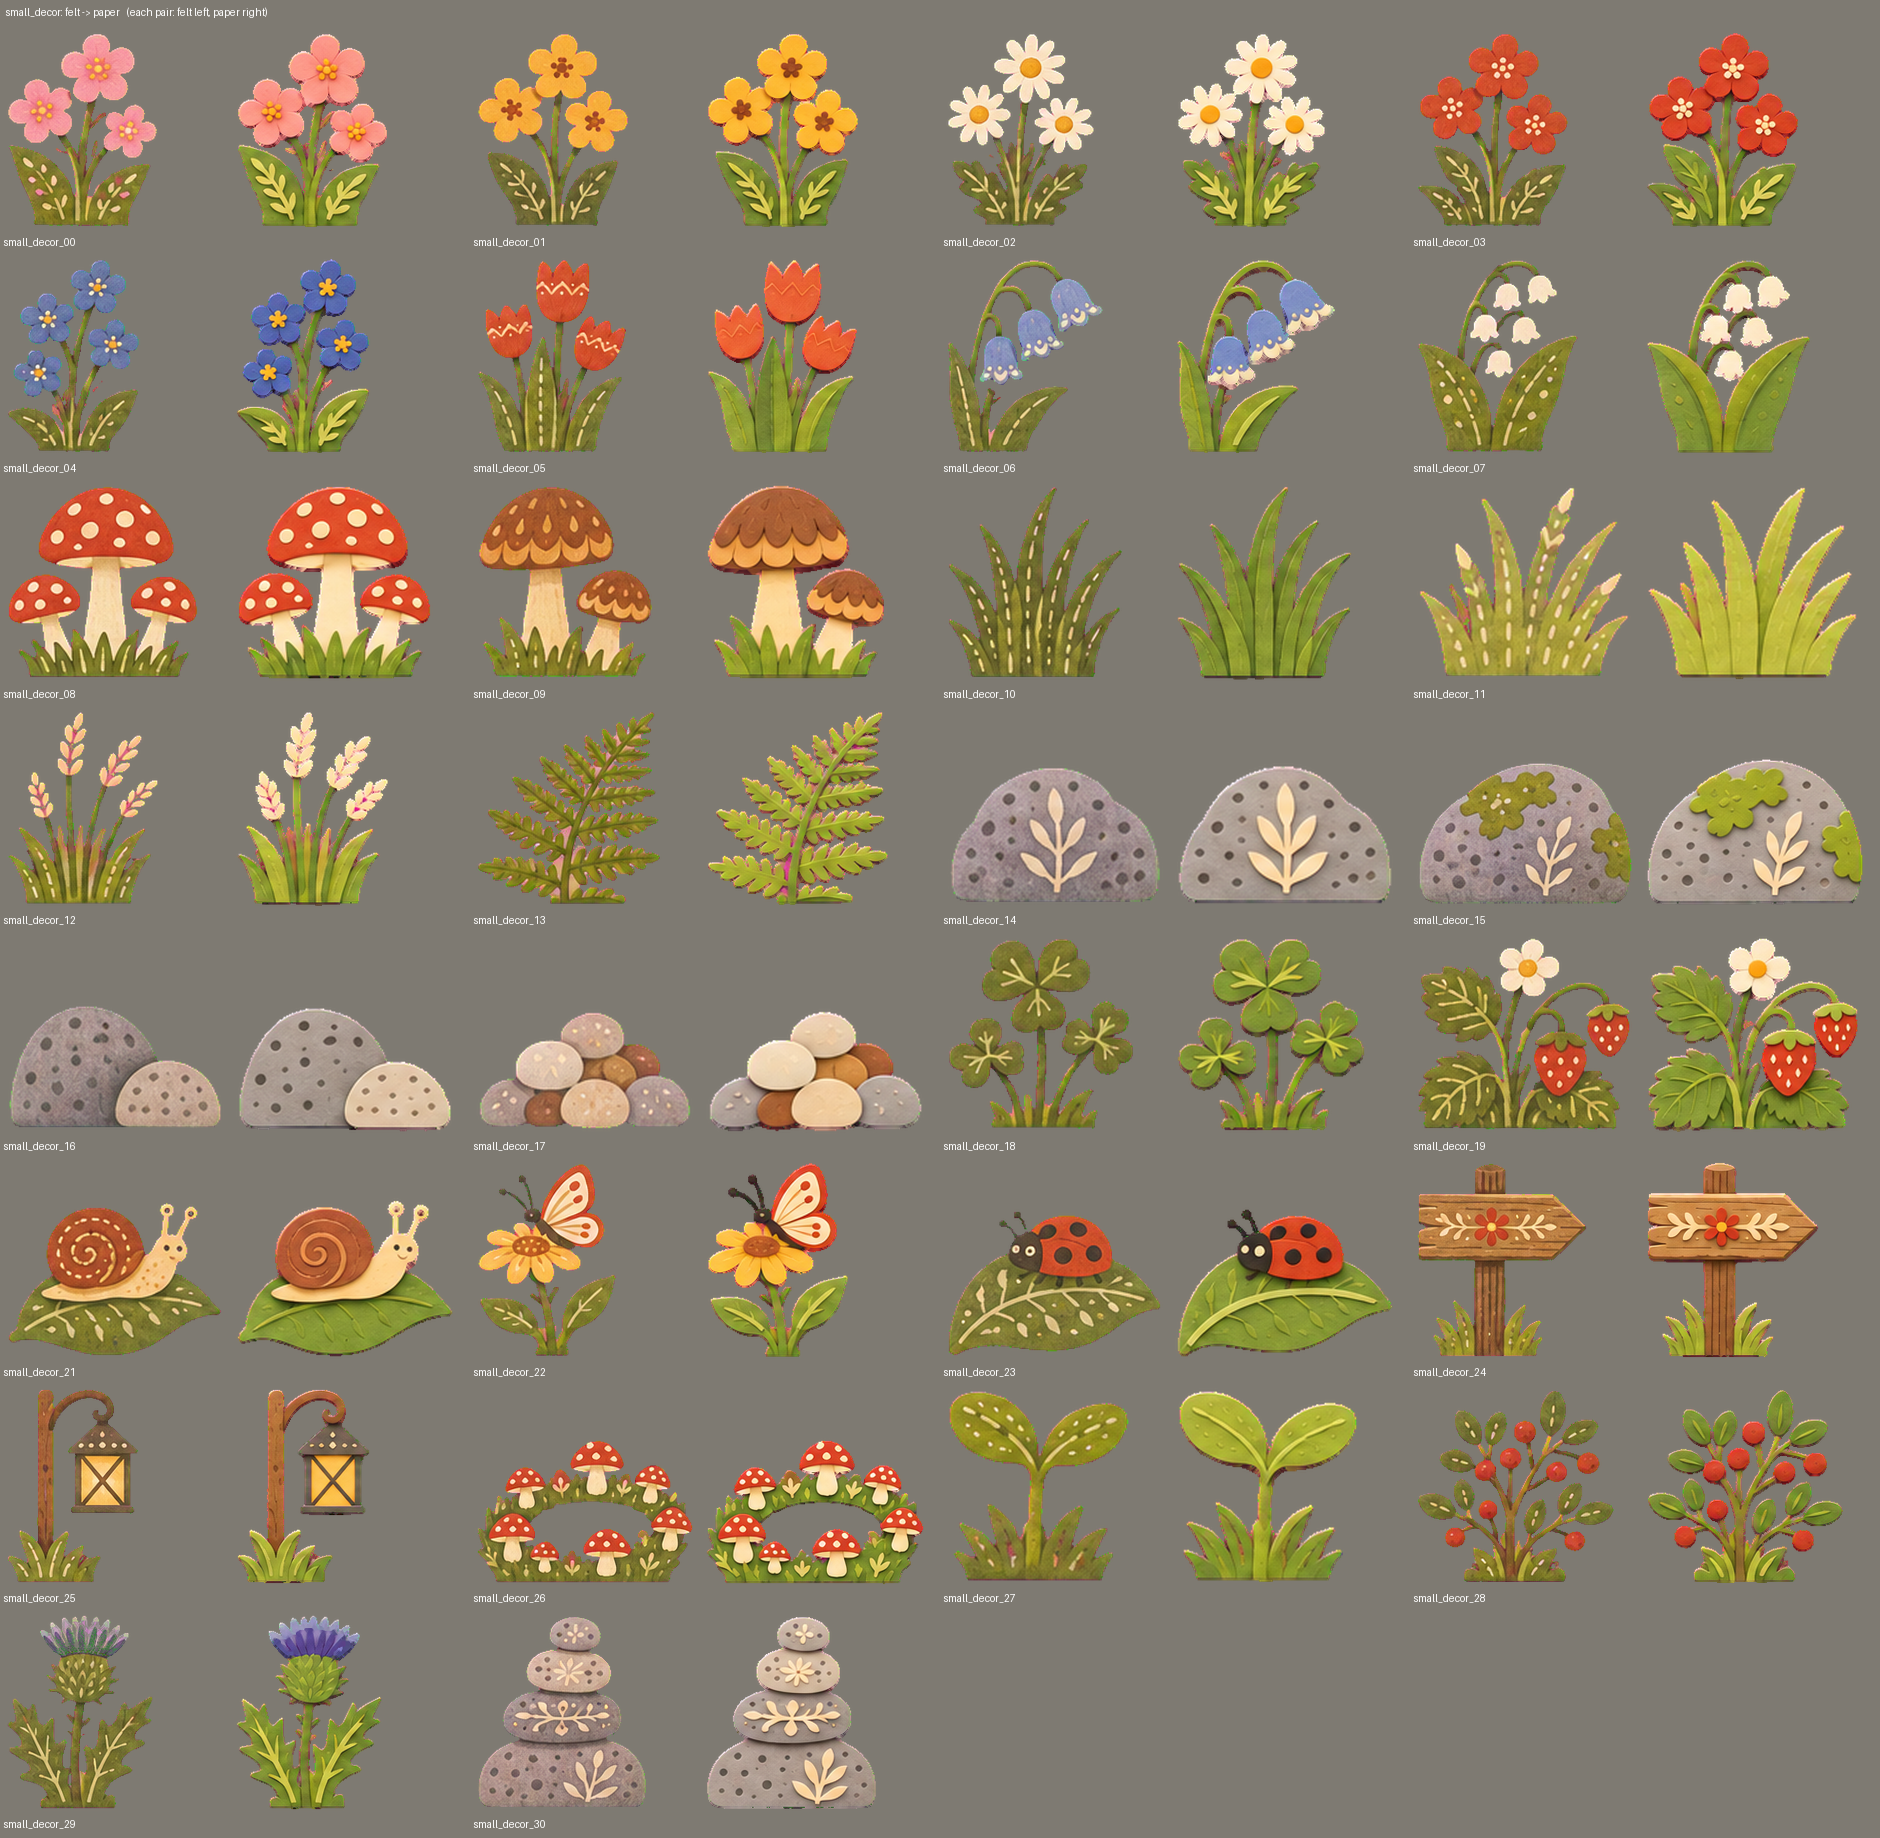 small_decor: felt -> paper (each pair: felt left, paper right)
small_decor_00
small_decor_01
small_decor_02
small_decor_03
small_decor_04
small_decor_05
small_decor_06
small_decor_07
small_decor_08
small_decor_09
small_decor_10
small_decor_11
small_decor_12
small_decor_13
small_decor_14
small_decor_15
small_decor_16
small_decor_17
small_decor_18
small_decor_19
small_decor_21
small_decor_22
small_decor_23
small_decor_24
small_decor_25
small_decor_26
small_decor_27
small_decor_28
small_decor_29
small_decor_30